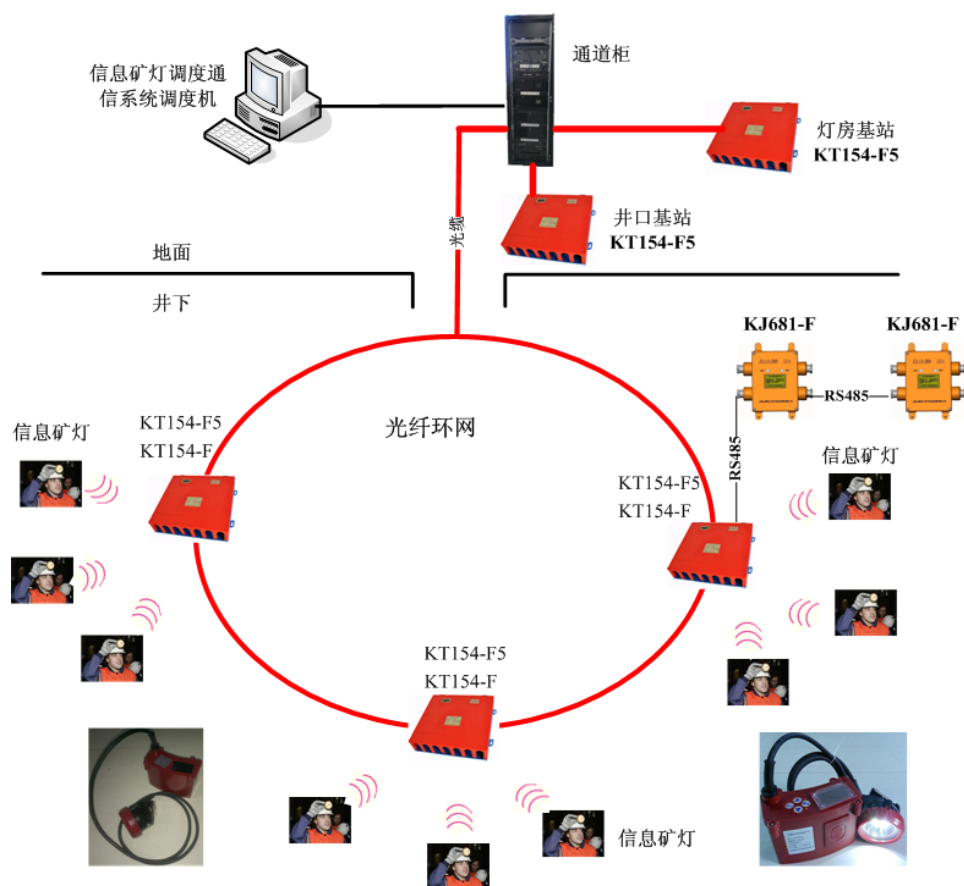 信息矿灯调度通
信系统调度机
通道柜
灯房基站
KT154-F5
井口基站
KT154-F5
光缆
地面
井下
KJ681-F
KJ681-F
RS485
RS485
光纤环网
信息矿灯
KT154-F5
KT154-F
KT154-F5
KT154-F
信息矿灯
KT154-F5
KT154-F
信息矿灯